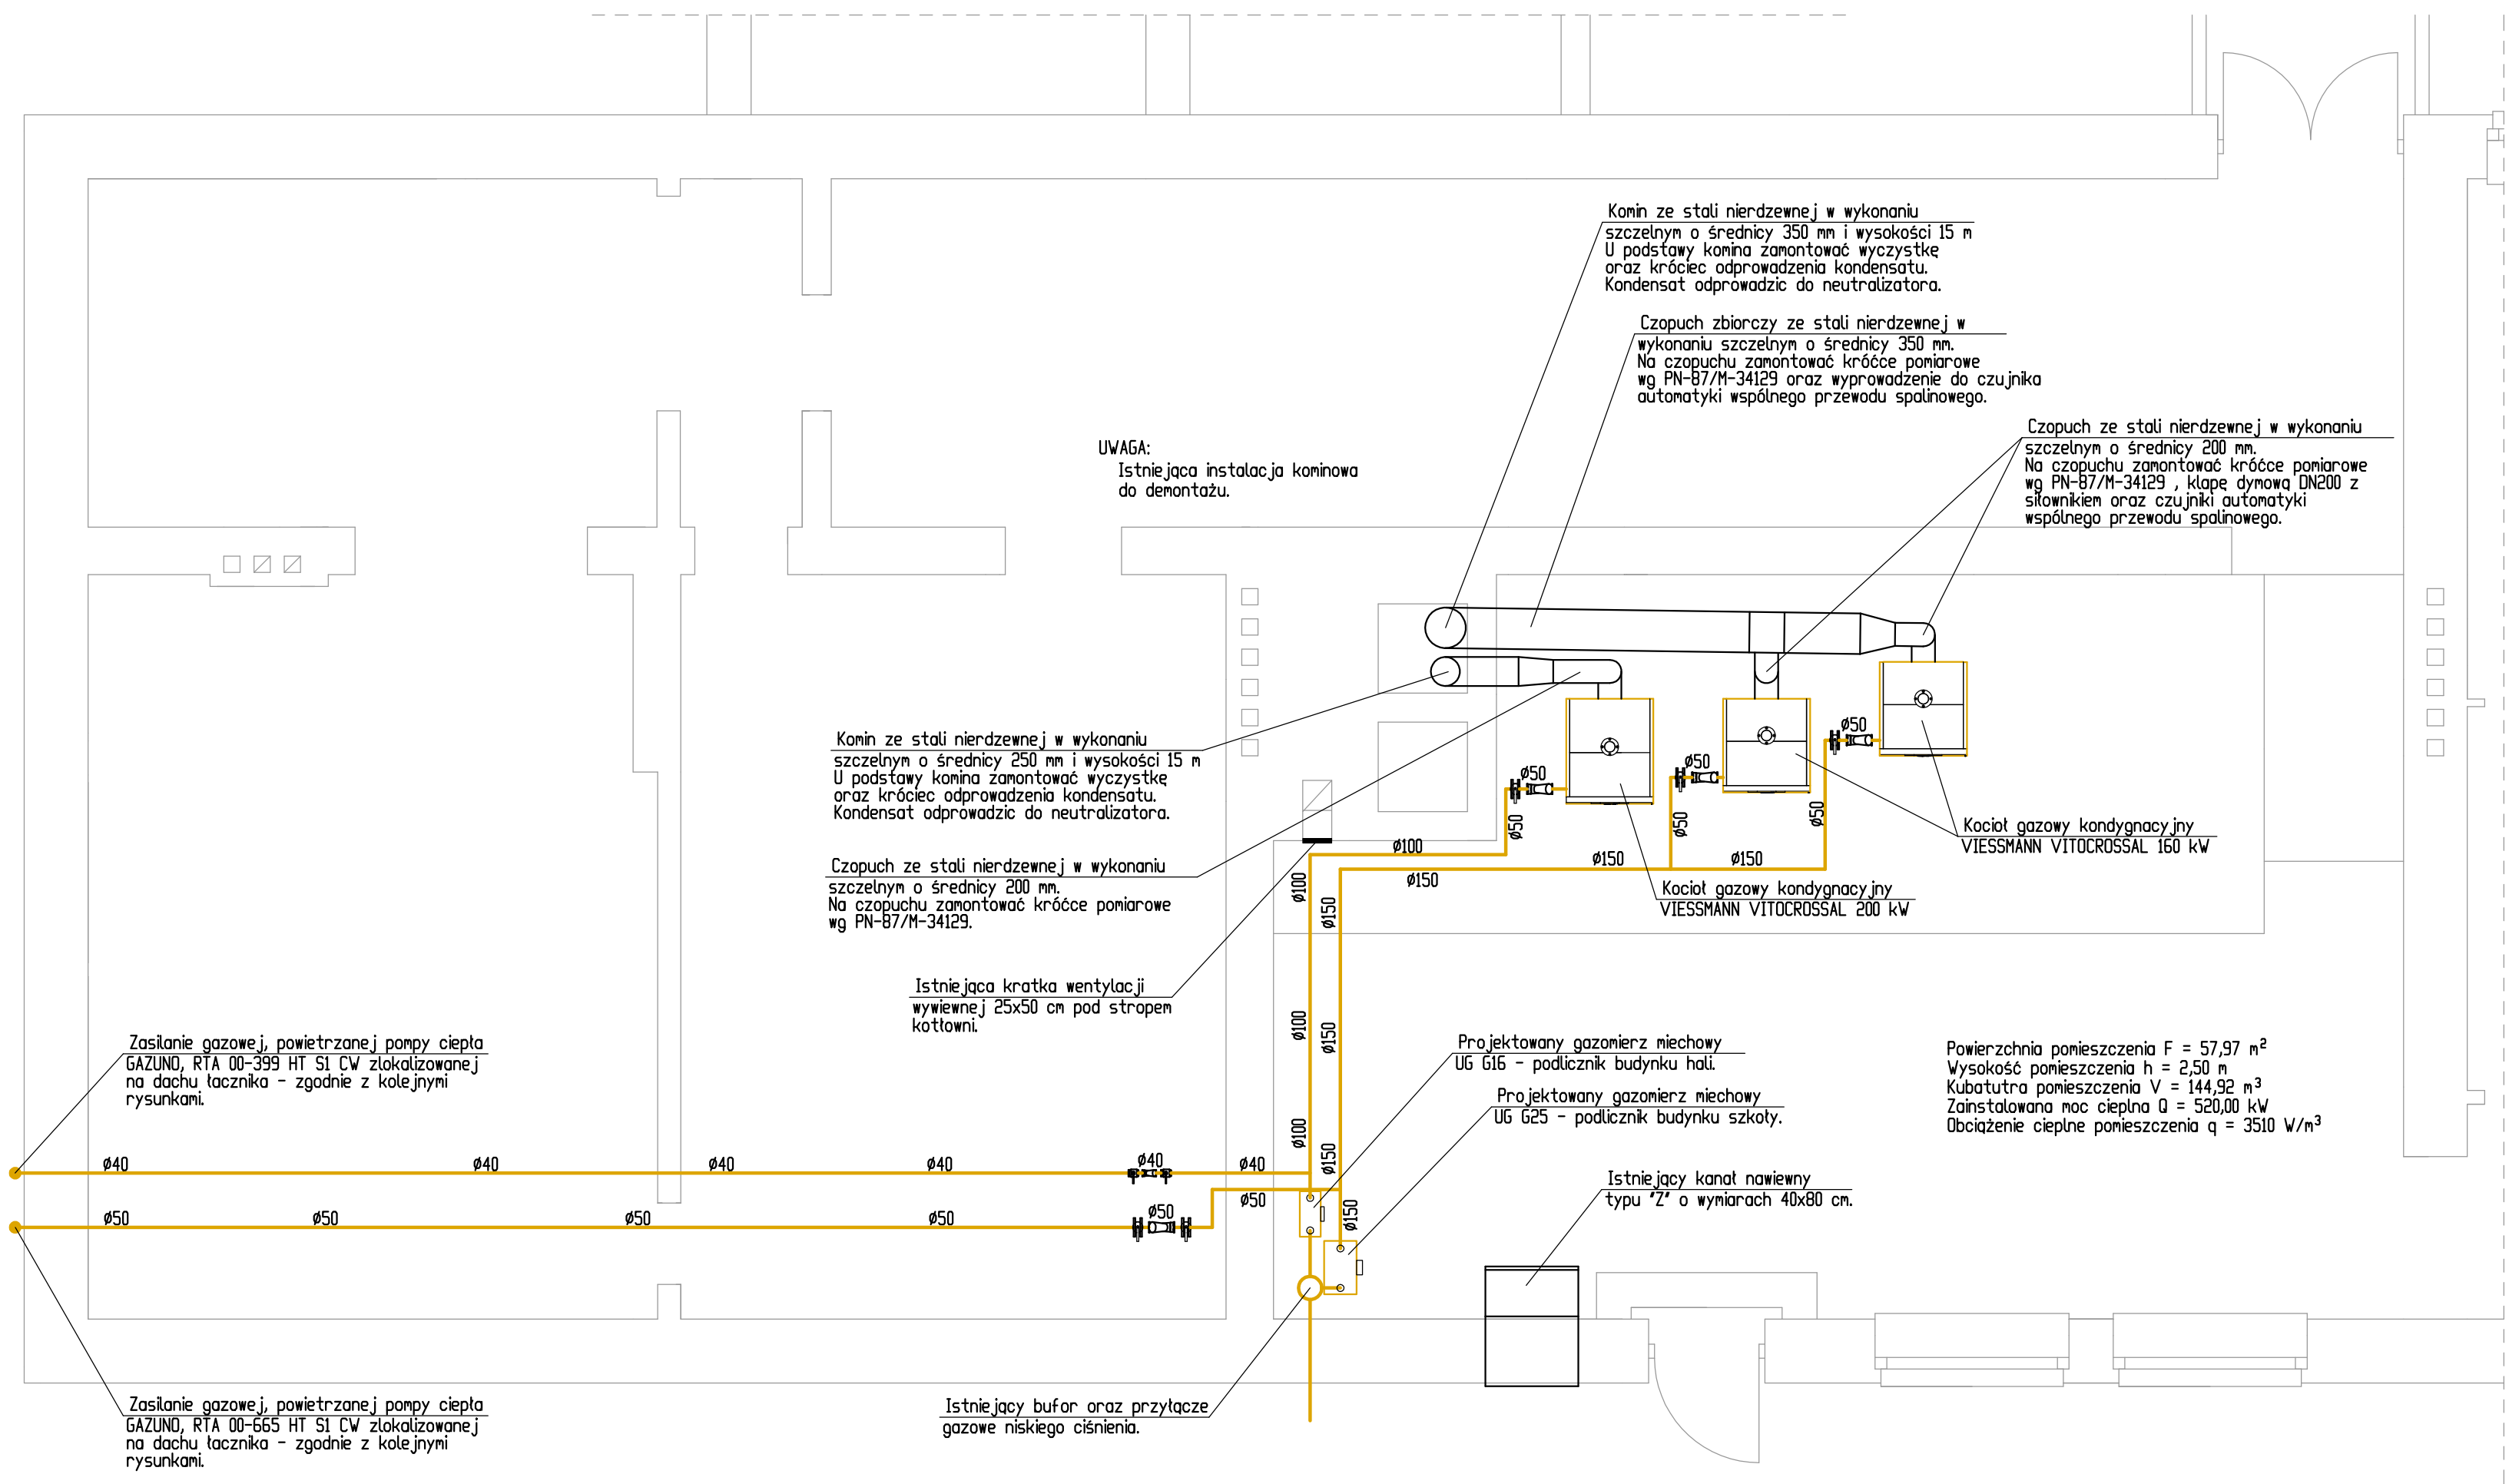 Komin ze stali nierdzewnej w wykonaniu
szczelnym o średnicy 350 mm i wysokości 15 m
U podstawy komina zamontować wyczystkę
oraz króciec odprowadzenia kondensatu.
Kondensat odprowadzic do neutralizatora.
Czopuch zbiorczy ze stali nierdzewnej w
wykonaniu szczelnym o średnicy 350 mm.
Na czopuchu zamontować króćce pomiarowe
wg PN-87/M-34129 oraz wyprowadzenie do czujnika
automatyki wspólnego przewodu spalinowego.
Czopuch ze stali nierdzewnej w wykonaniu
szczelnym o średnicy 200 mm.
Na czopuchu zamontować króćce pomiarowe
wg PN-87/M-34129 , klapę dymową DN200 z
siłownikiem oraz czujniki automatyki
wspólnego przewodu spalinowego.
UWAGA:
Istniejąca instalacja kominowa
do demontażu.
Komin ze stali nierdzewnej w wykonaniu
szczelnym o średnicy 250 mm i wysokości 15 m
U podstawy komina zamontować wyczystkę
oraz króciec odprowadzenia kondensatu.
Kondensat odprowadzic do neutralizatora.
ø50
ø50
ø50
ø50
ø50
ø50
Kocioł gazowy kondygnacyjny
VIESSMANN VITOCROSSAL 160 kW
ø100
ø150
ø150
ø150
Czopuch ze stali nierdzewnej w wykonaniu
szczelnym o średnicy 200 mm.
Na czopuchu zamontować króćce pomiarowe
wg PN-87/M-34129.
ø100
ø150
Kocioł gazowy kondygnacyjny
VIESSMANN VITOCROSSAL 200 kW
Istniejąca kratka wentylacji
wywiewnej 25x50 cm pod stropem
kotłowni.
ø100
ø150
Zasilanie gazowej, powietrzanej pompy ciepła
GAZUNO, RTA 00-399 HT S1 CW zlokalizowanej
na dachu łacznika - zgodnie z kolejnymi
rysunkami.
Projektowany gazomierz miechowy
UG G16 - podlicznik budynku hali.
Projektowany gazomierz miechowy
UG G25 - podlicznik budynku szkoły.
Powierzchnia pomieszczenia F = 57,97 m²
Wysokość pomieszczenia h = 2,50 m
Kubatutra pomieszczenia V = 144,92 m³
Zainstalowana moc cieplna Q = 520,00 kW
Obciążenie cieplne pomieszczenia q = 3510 W/m³
ø100
ø150
ø40
ø40
ø40
ø40
ø40
ø40
ø50
ø150
ø50
ø50
ø50
ø50
ø50
Istniejący kanał nawiewny
typu "Z" o wymiarach 40x80 cm.
Zasilanie gazowej, powietrzanej pompy ciepła
GAZUNO, RTA 00-665 HT S1 CW zlokalizowanej
na dachu łacznika - zgodnie z kolejnymi
rysunkami.
Istniejący bufor oraz przyłącze
gazowe niskiego ciśnienia.